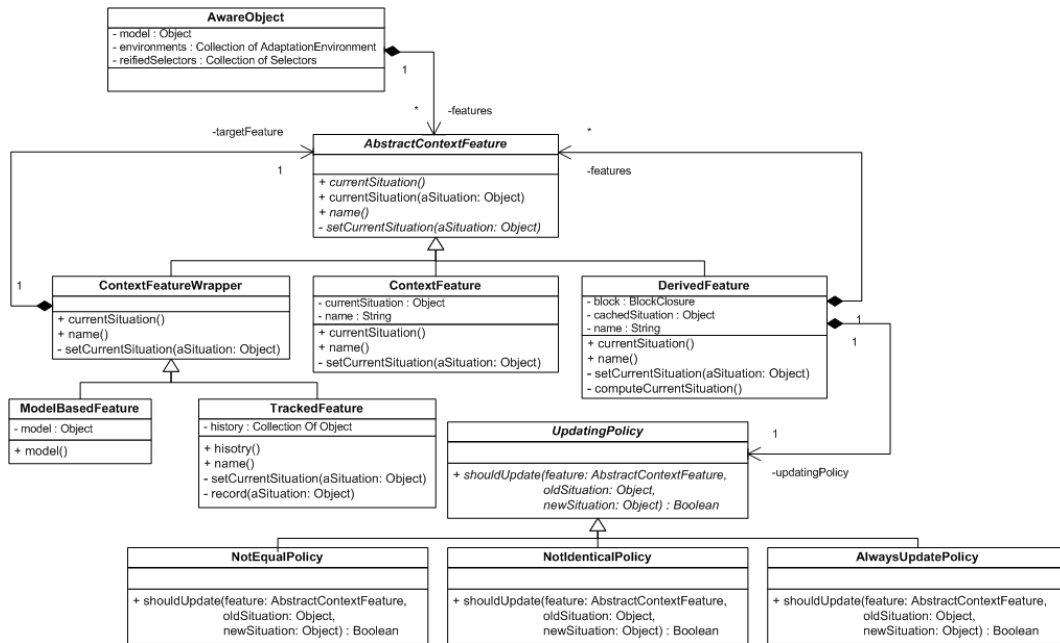 AwareObject
- model : Object
- environments : Collection of AdaptationEnvironment
- reifiedSelectors : Collection of Selectors
1
*
-features
-targetFeature
1
*
-features
AbstractContextFeature
+ currentSituation()
+ currentSituation(aSituation: Object)
+ name()
- setCurrentSituation(aSituation: Object)
1
ContextFeatureWrapper
+ currentSituation()
+ name()
- setCurrentSituation(aSituation: Object)
ContextFeature
- currentSituation : Object
- name : String
+ currentSituation()
+ name()
- setCurrentSituation(aSituation: Object)
DerivedFeature
- block : BlockClosure
- cachedSituation : Object
- name : String
+ currentSituation()
+ name()
- setCurrentSituation(aSituation: Object)
- computeCurrentSituation()
1
1
ModelBasedFeature
- model : Object
+ model()
TrackedFeature
- history : Collection Of Object
+ hisotry()
+ name()
- setCurrentSituation(aSituation: Object)
- record(aSituation: Object)
UpdatingPolicy
+ shouldUpdate(feature: AbstractContextFeature,
oldSituation: Object,
newSituation: Object) : Boolean
1
-updatingPolicy
NotEqualPolicy
+ shouldUpdate(feature: AbstractContextFeature,
oldSituation: Object,
newSituation: Object) : Boolean
NotIdenticalPolicy
+ shouldUpdate(feature: AbstractContextFeature,
oldSituation: Object,
newSituation: Object) : Boolean
AlwaysUpdatePolicy
+ shouldUpdate(feature: AbstractContextFeature,
oldSituation: Object,
newSituation: Object) : Boolean